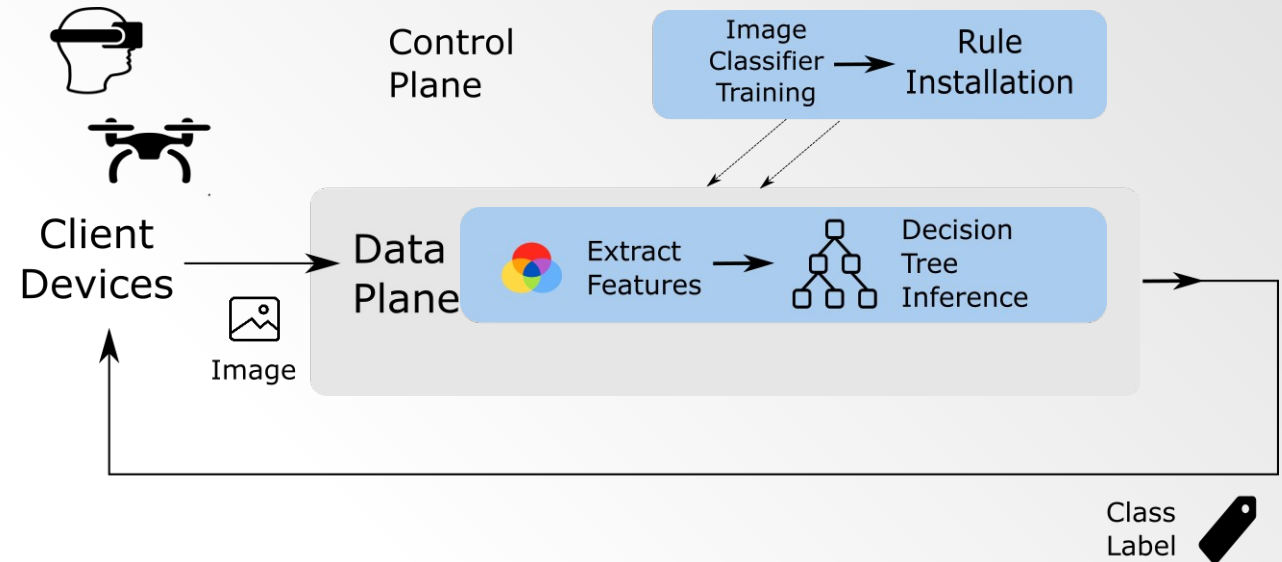 Control
Plane
Image
Classifier
Training
Rule
Installation
Client
Devices
Image
Data
Plane
Extract
Features
Decision
Tree
Inference
Class
Label